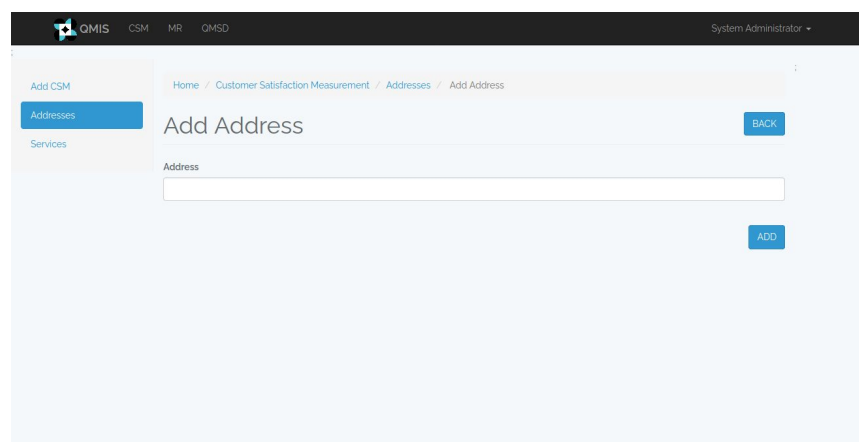 QMIS CSM MR QMSD System Administrator
;
;
Add CSM
Addresses
Services
Home / Customer Satisfaction Measurement / Addresses / Add Address
Add Address
BACK
Address
ADD